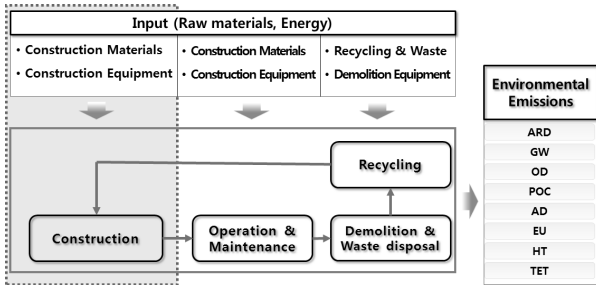 Input (Raw materials, Energy)
• Construction Materials
• Construction Equipment
• Construction Materials
• Construction Equipment
• Recycling & Waste
• Demolition Equipment
Recycling
Construction
Operation &
Maintenance
Demolition &
Waste disposal
Environmental
Emissions
ARD
GW
OD
POC
AD
EU
HT
TET